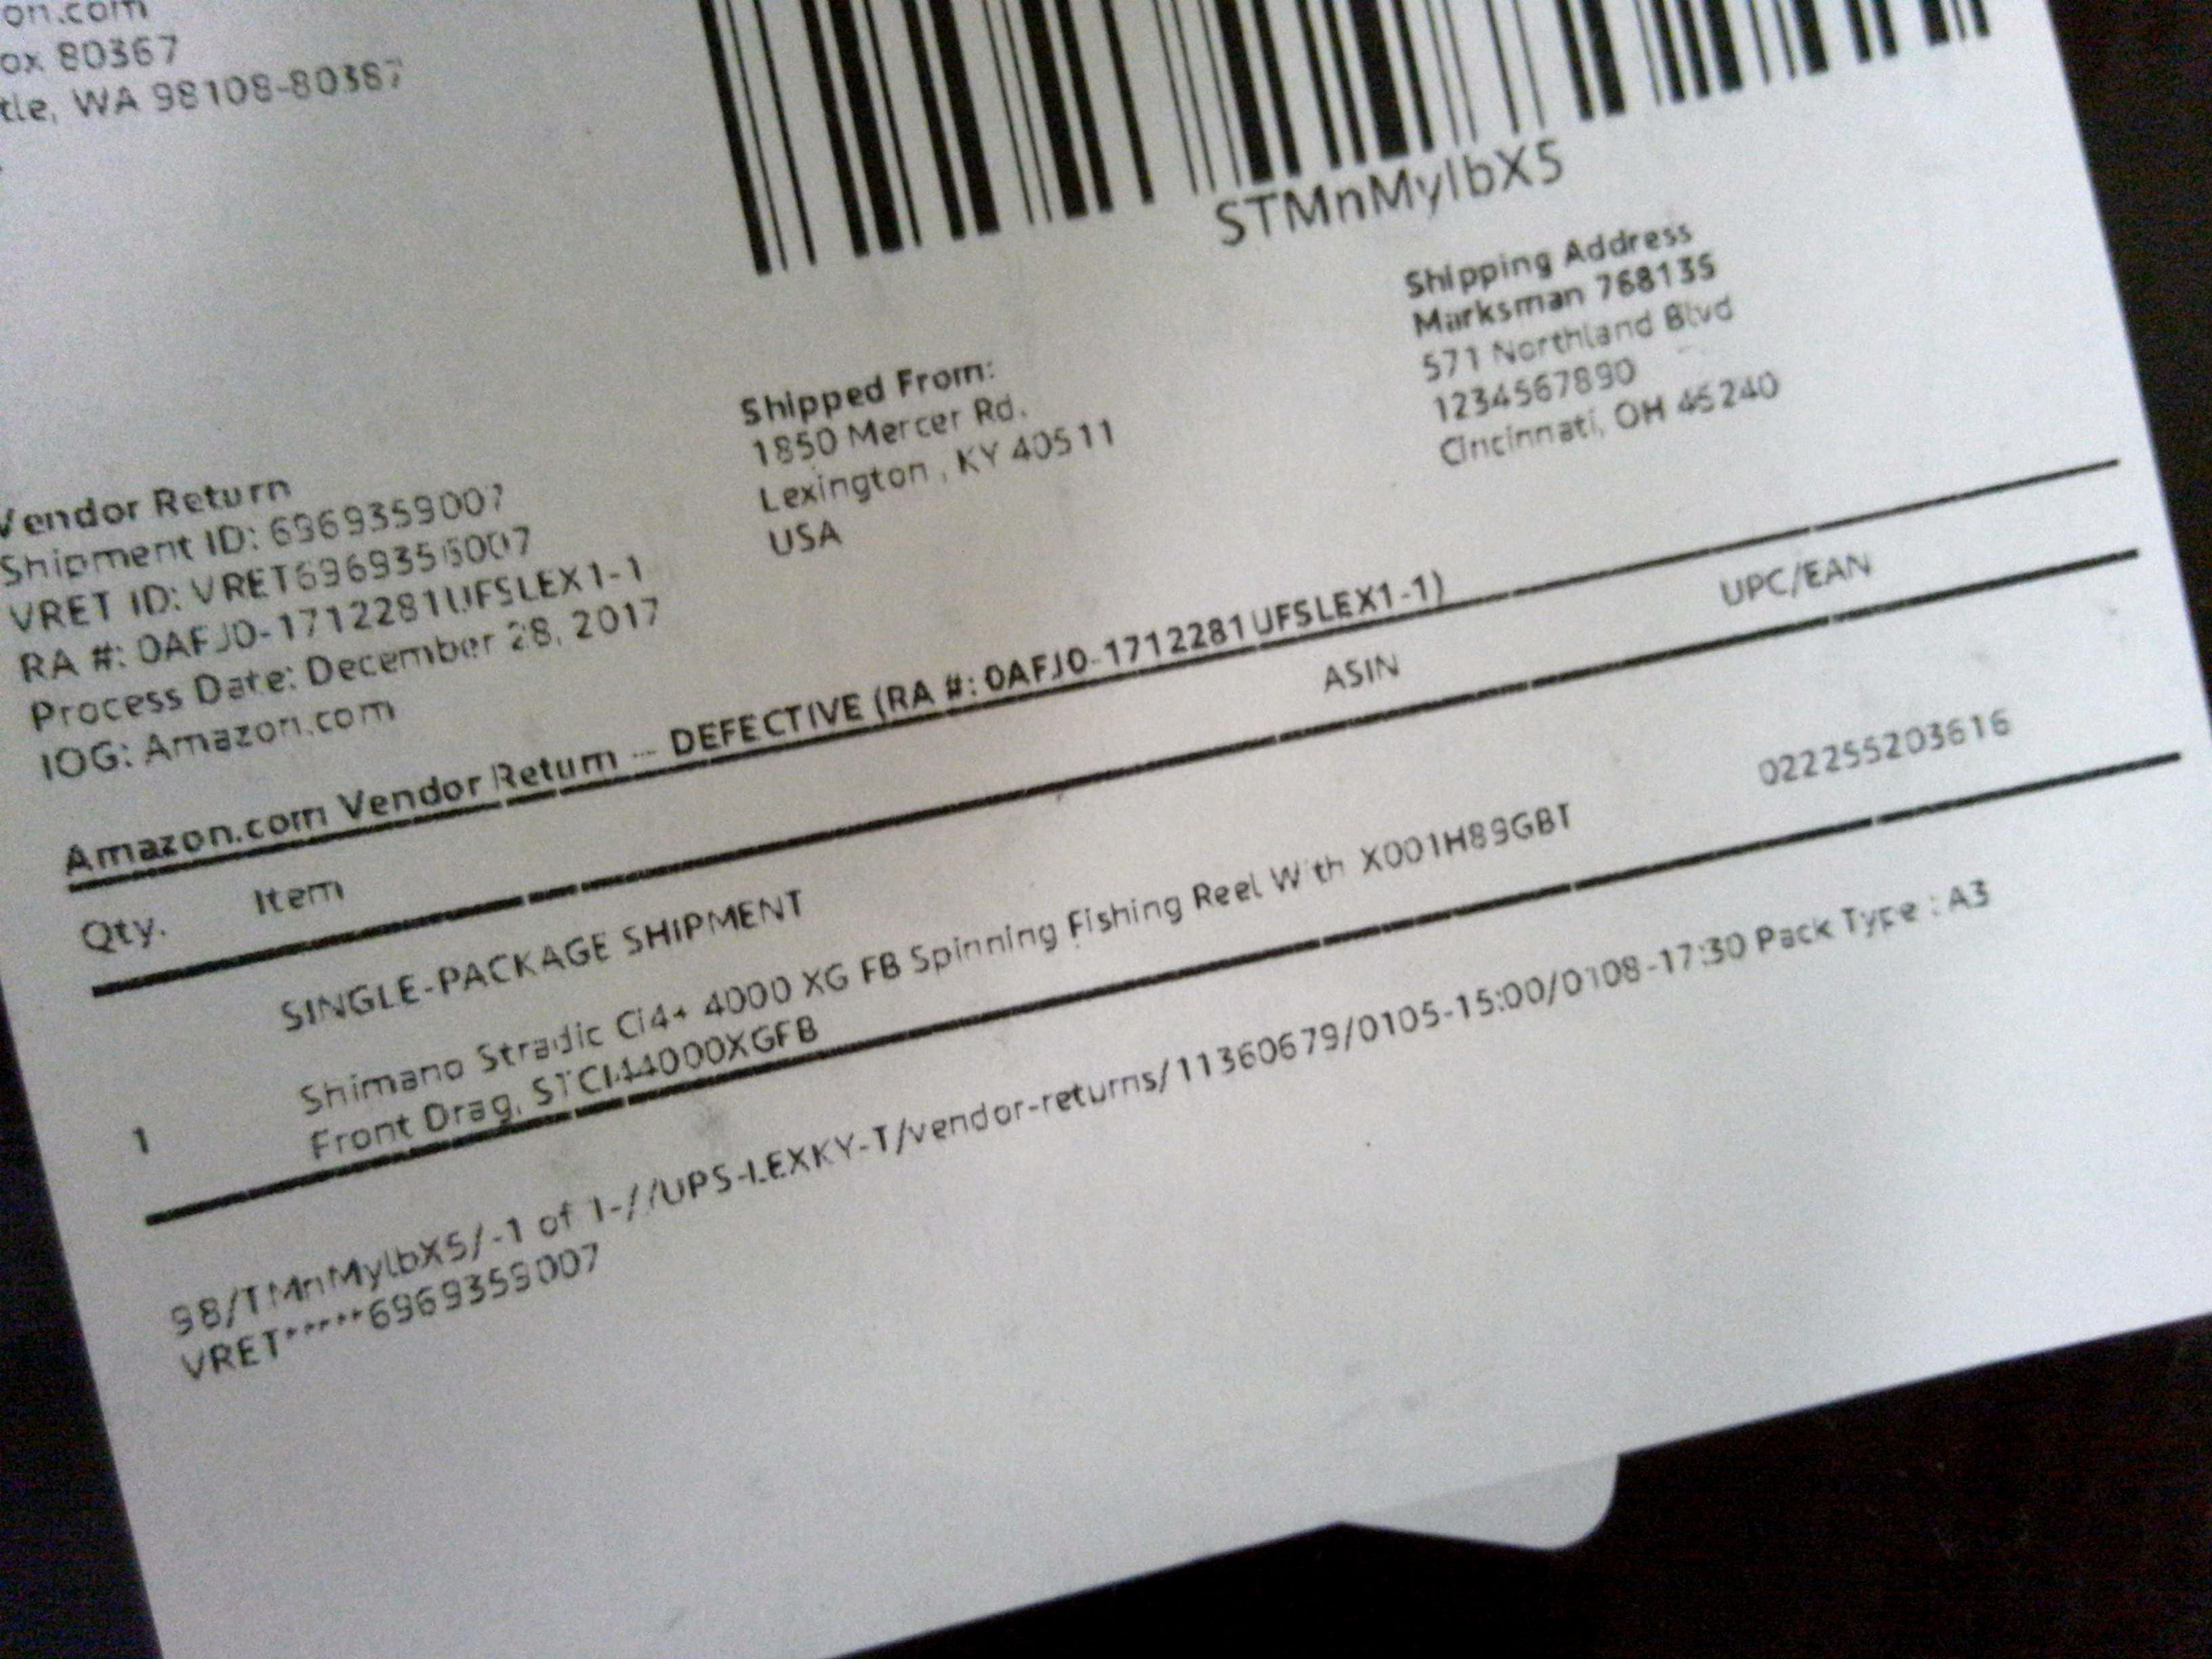 on.com
ox 80367
tle, WA 98108-80387
STMnMylbX5
Shipping Address
Marksman 768135
571 Northland Blvd
1234567890
Cincinnati, OH 45240
Shipped From:
1850 Mercer Rd.
Lexington , KY 40511
USA
Vendor Return
Shipment ID: 6969359007
VRET ID: VRET6969359007
RA #: 0AFJ0-1712281UFSLEX1-1
Process Date: December 28, 2017
IOG: Amazon.com
Amazon.com Vendor Return -- DEFECTIVE (RA #: 0AFJ0-1712281UFSLEX1-1)
Qty. Item ASIN UPC/EAN
SINGLE-PACKAGE SHIPMENT
1 Shimano Stradic Ci4+ 4000 XG FB Spinning Fishing Reel With X001H89GBT 022255203616
Front Drag, STCI44000XGFB
98/TMnMylbX5/-1 of 1-//UPS-LEXKY-T/vendor-returns/11360679/0105-15:00/0108-17:30 Pack Type : A3
VRET*****6969359007